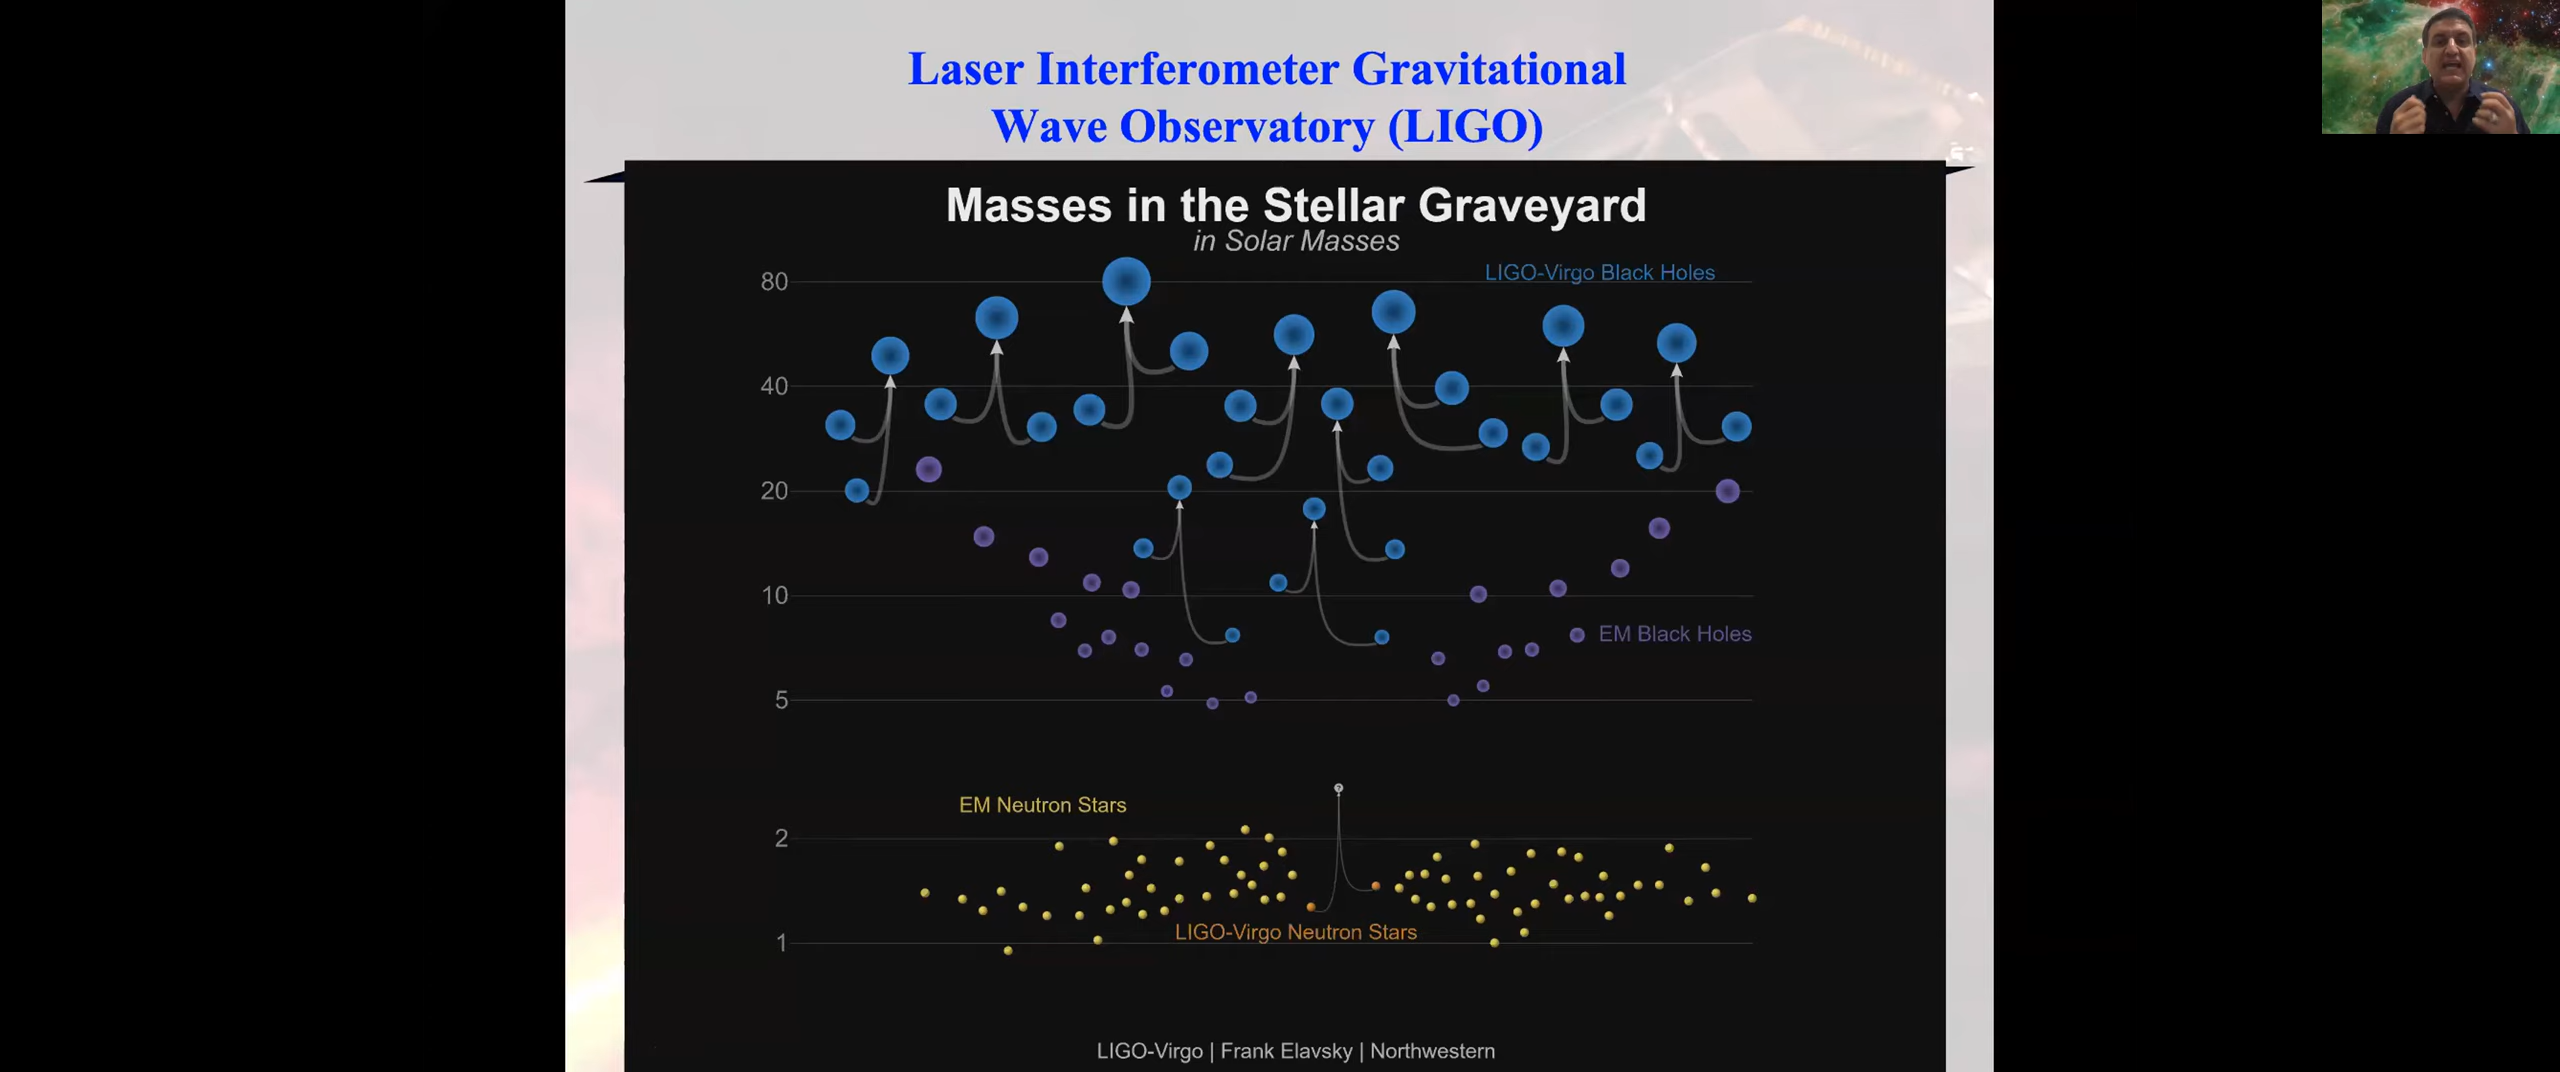 Laser Interferometer Gravitational
Wave Observatory (LIGO)
Masses in the Stellar Graveyard
in Solar Masses
LIGO-Virgo Black Holes
80
40
20
10
EM Black Holes
5
EM Neutron Stars
?
2
LIGO-Virgo Neutron Stars
1
LIGO-Virgo | Frank Elavsky | Northwestern